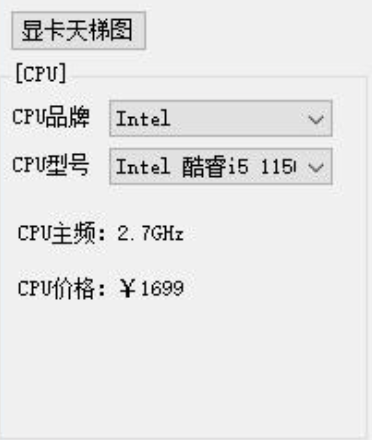 显卡天梯图
[CPU]
CPU品牌 Intel
CPU型号 Intel 酷睿i5 115
CPU主频：2.7GHz
CPU价格：￥1699